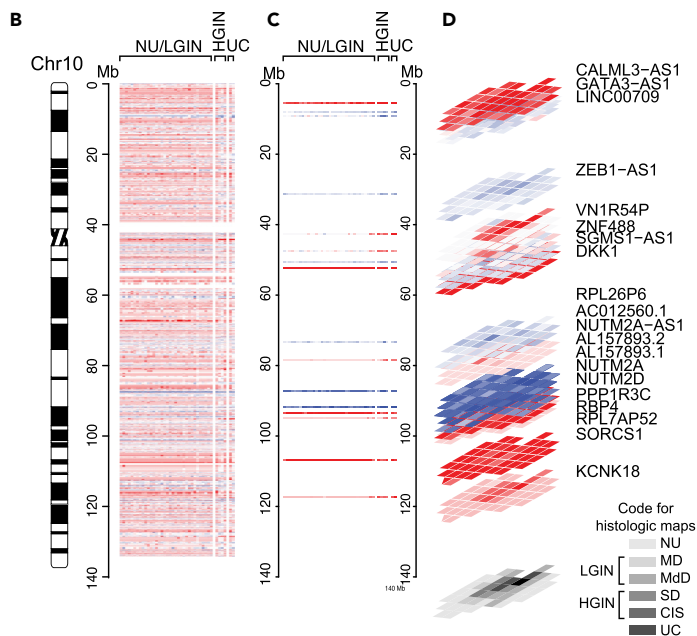 B
C
D
NU/LGIN
HGIN
UC
NU/LGIN
HGIN
UC
Chr10
Mb
Mb
Mb
0
20
40
60
80
100
120
140
0
20
40
60
80
100
120
140
0
20
40
60
80
100
120
140
140 Mb
CALML3−AS1
GATA3−AS1
LINC00709
ZEB1−AS1
VN1R54P
ZNF488
SGMS1−AS1
DKK1
RPL26P6
AC012560.1
NUTM2A−AS1
AL157893.2
AL157893.1
NUTM2A
NUTM2D
PPP1R3C
RBP4
RPL7AP52
SORCS1
KCNK18
Code for
histologic maps
NU
LGIN
MD
MdD
HGIN
SD
CIS
UC